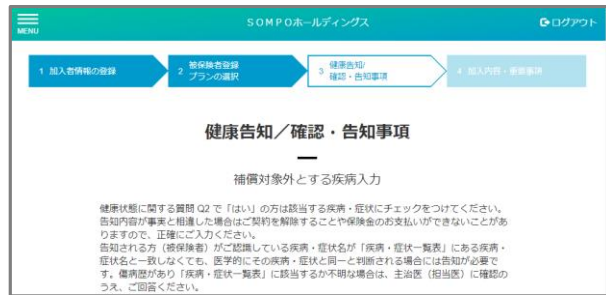 MENU
SOMPOホールディングス
ログアウト
1 加入者情報の登録
2 被保険者登録
プランの選択
3 健康告知/
確認・告知事項
4 加入内容・重要事項
健康告知／確認・告知事項
補償対象外とする疾病入力
健康状態に関する質問 Q2 で「はい」の方は該当する疾病・症状にチェックをつけてください。
告知内容が事実と相違した場合はご契約を解除することや保険金のお支払いができないことがあ
りますので、正確にご入力ください。
告知される方（被保険者）がご認識している疾病・症状名が「疾病・症状一覧表」にある疾病・
症状名と一致しなくても、医学的にその疾病・症状と同一と判断される場合には告知が必要で
す。傷病歴があり「疾病・症状一覧表」に該当するか不明な場合は、主治医（担当医）に確認の
うえ、ご回答ください。